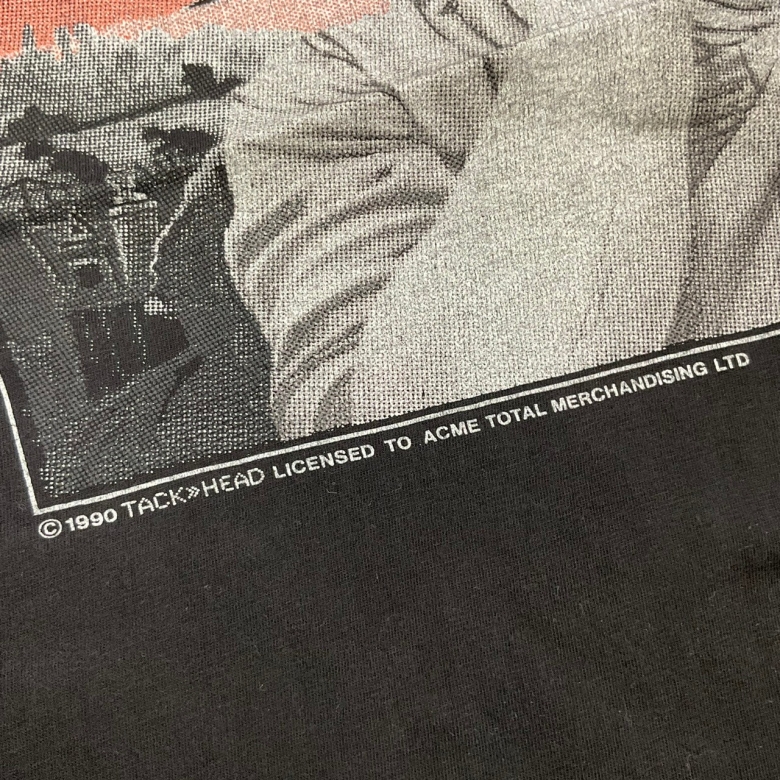 ©1990 TACK»HEAD LICENSED TO ACME TOTAL MERCHANDISING LTD